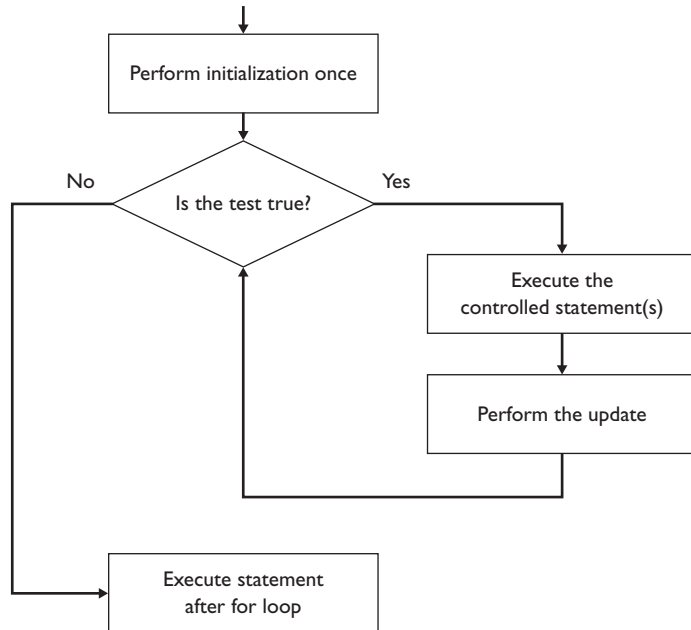 Perform initialization once
No
Yes
Is the test true?
Execute the
controlled statement(s)
Perform the update
Execute statement
after for loop